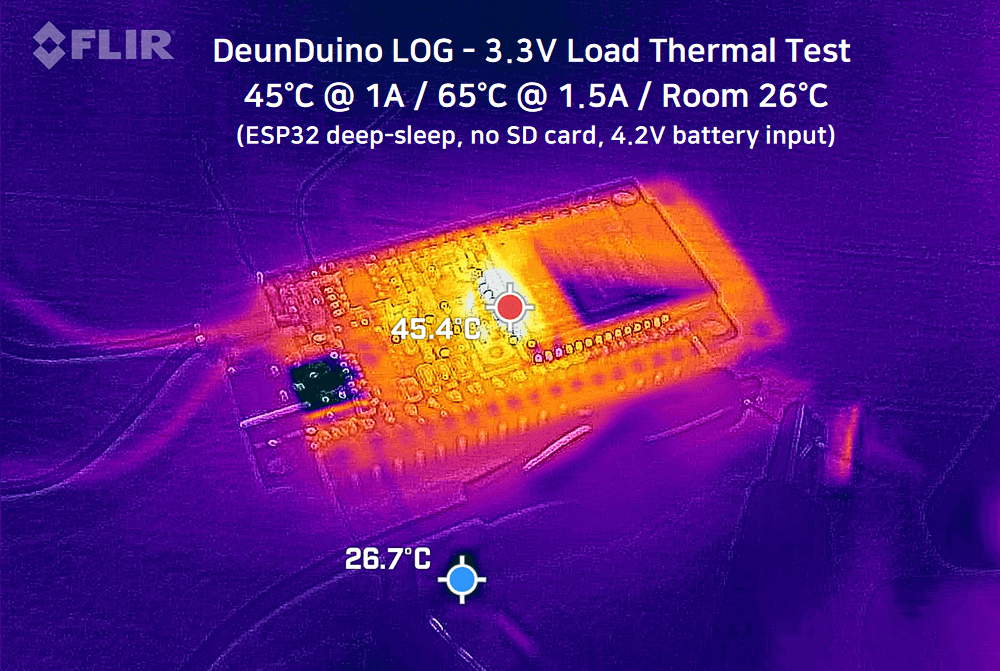 FLIR
DeunDuino LOG - 3.3V Load Thermal Test
45°C @ 1A / 65°C @ 1.5A / Room 26°C
(ESP32 deep-sleep, no SD card, 4.2V battery input)
45.4°C
26.7°C